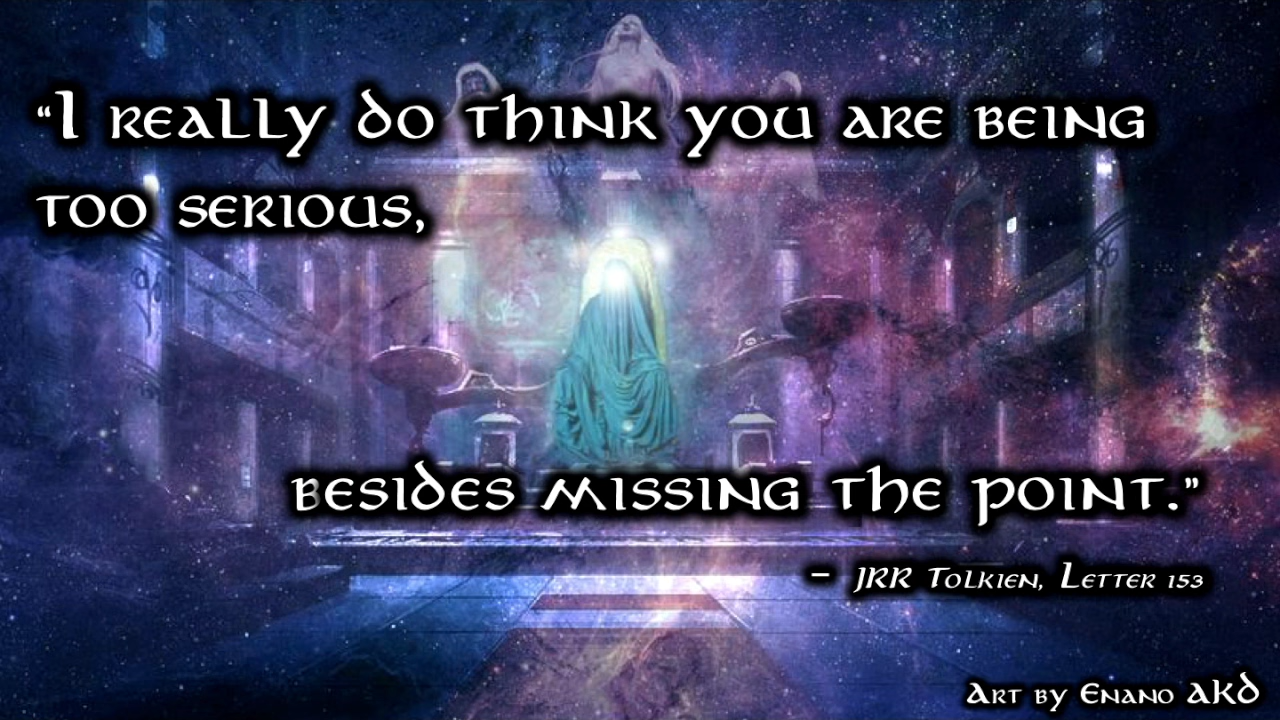 “I really do think you are being
too serious,
besides missing the point.”
– JRR Tolkien, Letter 153
Art by Enano AKD